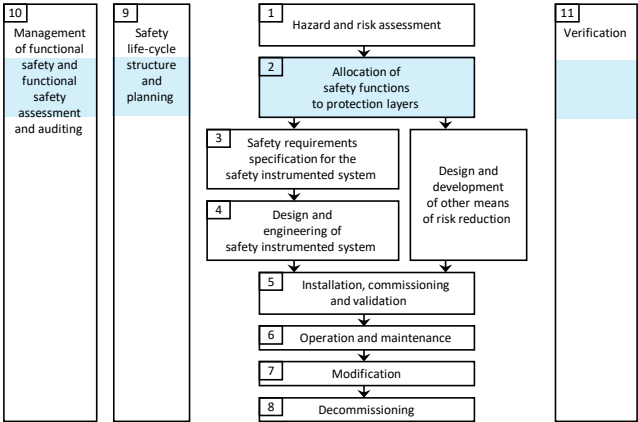 10
Management
of functional
safety and
functional
safety
assessment
and auditing
9
Safety
life-cycle
structure
and
planning
1
Hazard and risk assessment
2
Allocation of
safety functions
to protection layers
3
Safety requirements
specification for the
safety instrumented system
4
Design and
engineering of
safety instrumented system
Design and
development
of other means
of risk reduction
5
Installation, commissioning
and validation
6
Operation and maintenance
7
Modification
8
Decommissioning
11
Verification